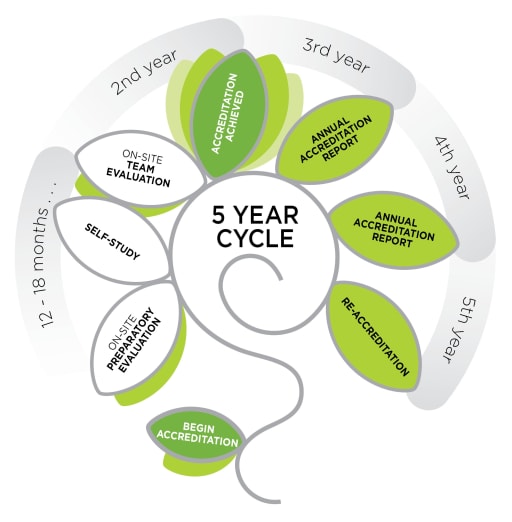 2nd year
3rd year
4th year
5th year
12 - 18 months . . . .
5 YEAR
CYCLE
BEGIN
ACCREDITATION
ON-SITE
PREPARATORY
EVALUATION
SELF-STUDY
ON-SITE
TEAM
EVALUATION
ACCREDITATION
ACHIEVED
ANNUAL
ACCREDITATION
REPORT
ANNUAL
ACCREDITATION
REPORT
RE-ACCREDITATION